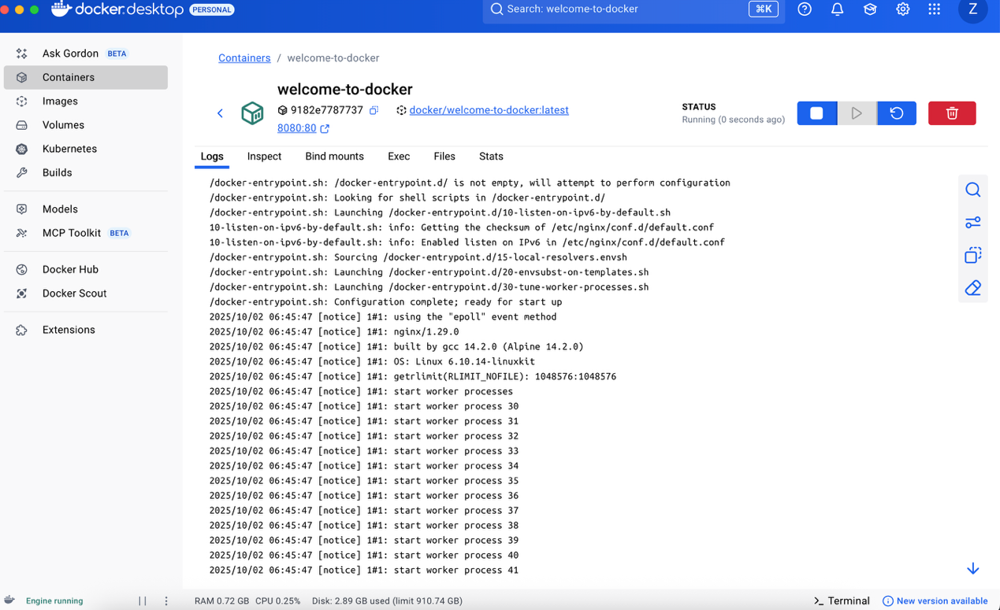 docker.desktop PERSONAL
Search: welcome-to-docker ⌘K Z
Ask Gordon BETA
Containers
Images
Volumes
Kubernetes
Builds
Models
MCP Toolkit BETA
Docker Hub
Docker Scout
Extensions
Containers / welcome-to-docker
welcome-to-docker
9182e7787737 docker/welcome-to-docker:latest
8080:80
STATUS
Running (0 seconds ago)
Logs Inspect Bind mounts Exec Files Stats
/docker-entrypoint.sh: /docker-entrypoint.d/ is not empty, will attempt to perform configuration
/docker-entrypoint.sh: Looking for shell scripts in /docker-entrypoint.d/
/docker-entrypoint.sh: Launching /docker-entrypoint.d/10-listen-on-ipv6-by-default.sh
10-listen-on-ipv6-by-default.sh: info: Getting the checksum of /etc/nginx/conf.d/default.conf
10-listen-on-ipv6-by-default.sh: info: Enabled listen on IPv6 in /etc/nginx/conf.d/default.conf
/docker-entrypoint.sh: Sourcing /docker-entrypoint.d/15-local-resolvers.envsh
/docker-entrypoint.sh: Launching /docker-entrypoint.d/20-envsubst-on-templates.sh
/docker-entrypoint.sh: Launching /docker-entrypoint.d/30-tune-worker-processes.sh
/docker-entrypoint.sh: Configuration complete; ready for start up
2025/10/02 06:45:47 [notice] 1#1: using the "epoll" event method
2025/10/02 06:45:47 [notice] 1#1: nginx/1.29.0
2025/10/02 06:45:47 [notice] 1#1: built by gcc 14.2.0 (Alpine 14.2.0)
2025/10/02 06:45:47 [notice] 1#1: OS: Linux 6.10.14-linuxkit
2025/10/02 06:45:47 [notice] 1#1: getrlimit(RLIMIT_NOFILE): 1048576:1048576
2025/10/02 06:45:47 [notice] 1#1: start worker processes
2025/10/02 06:45:47 [notice] 1#1: start worker process 30
2025/10/02 06:45:47 [notice] 1#1: start worker process 31
2025/10/02 06:45:47 [notice] 1#1: start worker process 32
2025/10/02 06:45:47 [notice] 1#1: start worker process 33
2025/10/02 06:45:47 [notice] 1#1: start worker process 34
2025/10/02 06:45:47 [notice] 1#1: start worker process 35
2025/10/02 06:45:47 [notice] 1#1: start worker process 36
2025/10/02 06:45:47 [notice] 1#1: start worker process 37
2025/10/02 06:45:47 [notice] 1#1: start worker process 38
2025/10/02 06:45:47 [notice] 1#1: start worker process 39
2025/10/02 06:45:47 [notice] 1#1: start worker process 40
2025/10/02 06:45:47 [notice] 1#1: start worker process 41
Engine running RAM 0.72 GB CPU 0.25% Disk: 2.89 GB used (limit 910.74 GB) Terminal New version available